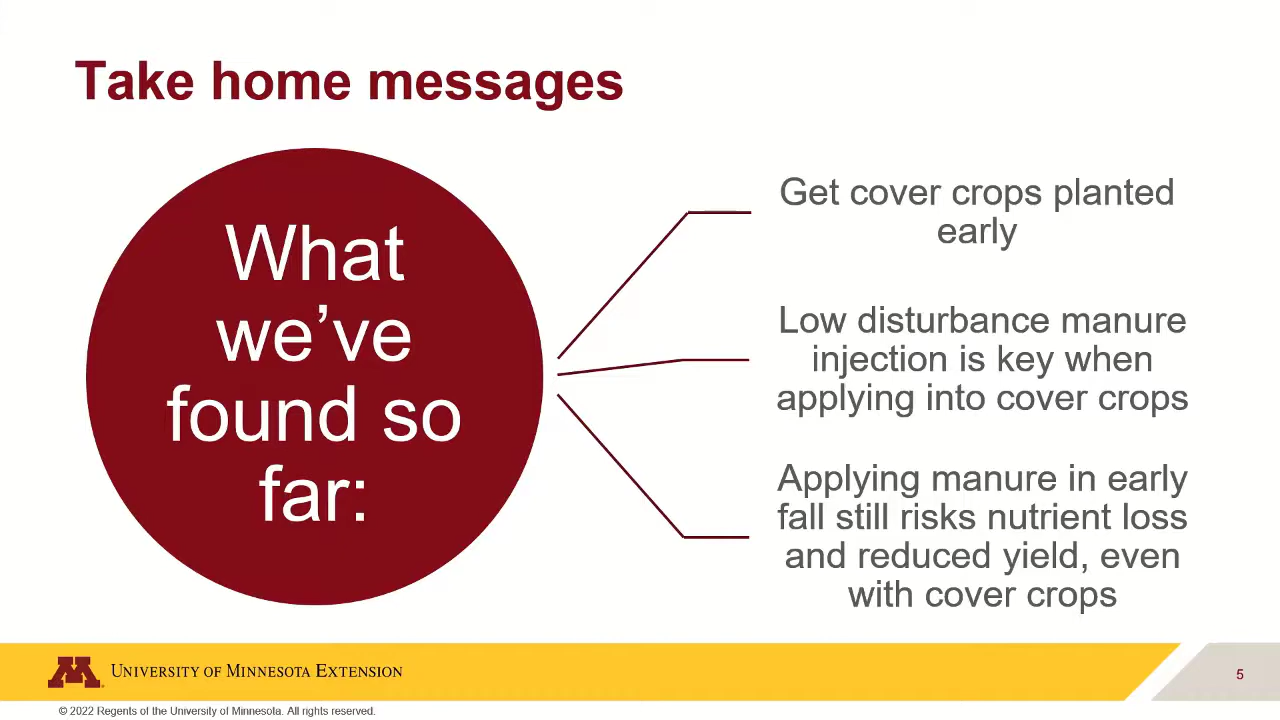 Take home messages
What
we’ve
found so
far:
Get cover crops planted
early
Low disturbance manure
injection is key when
applying into cover crops
Applying manure in early
fall still risks nutrient loss
and reduced yield, even
with cover crops
M
UNIVERSITY OF MINNESOTA EXTENSION
5
© 2022 Regents of the University of Minnesota. All rights reserved.